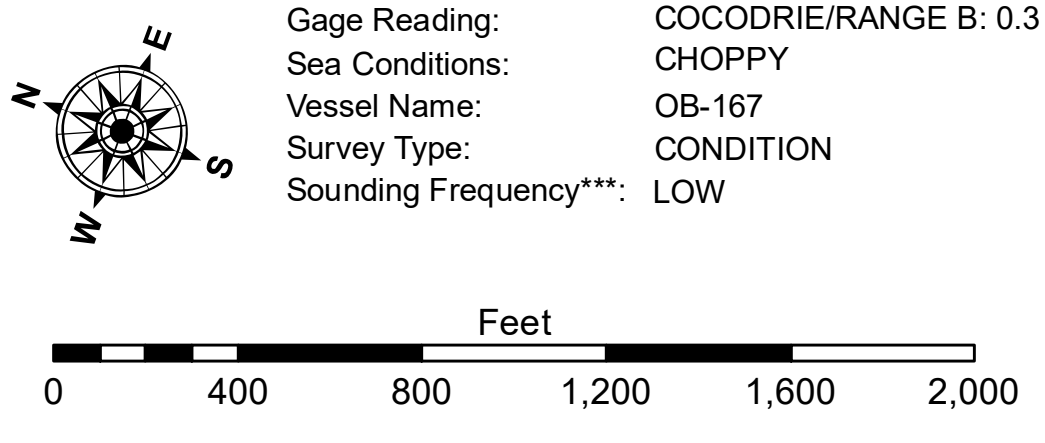 E
N
S
W
Gage Reading: COCODRIE/RANGE B: 0.3
Sea Conditions: CHOPPY
Vessel Name: OB-167
Survey Type: CONDITION
Sounding Frequency***: LOW
Feet
0 400 800 1,200 1,600 2,000